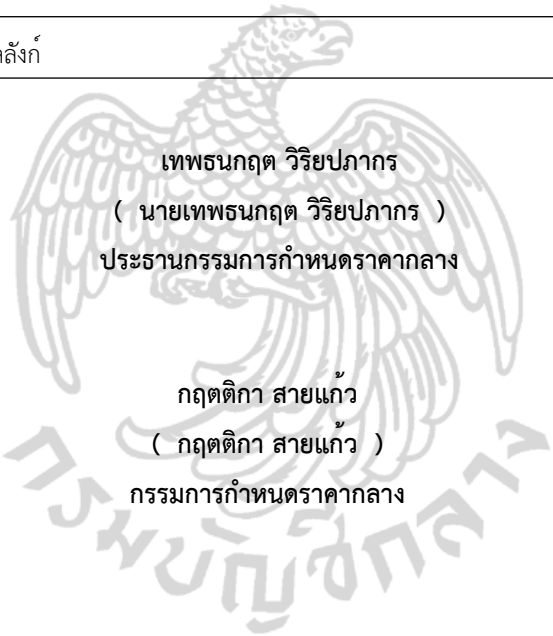 ลังก์
เทพธนกฤต วิริยปภากร
( นายเทพธนกฤต วิริยปภากร )
ประธานกรรมการกำหนดราคากลาง
กฤตติกา สายแก้ว
( กฤตติกา สายแก้ว )
กรรมการกำหนดราคากลาง
กรมบัญชีกลาง